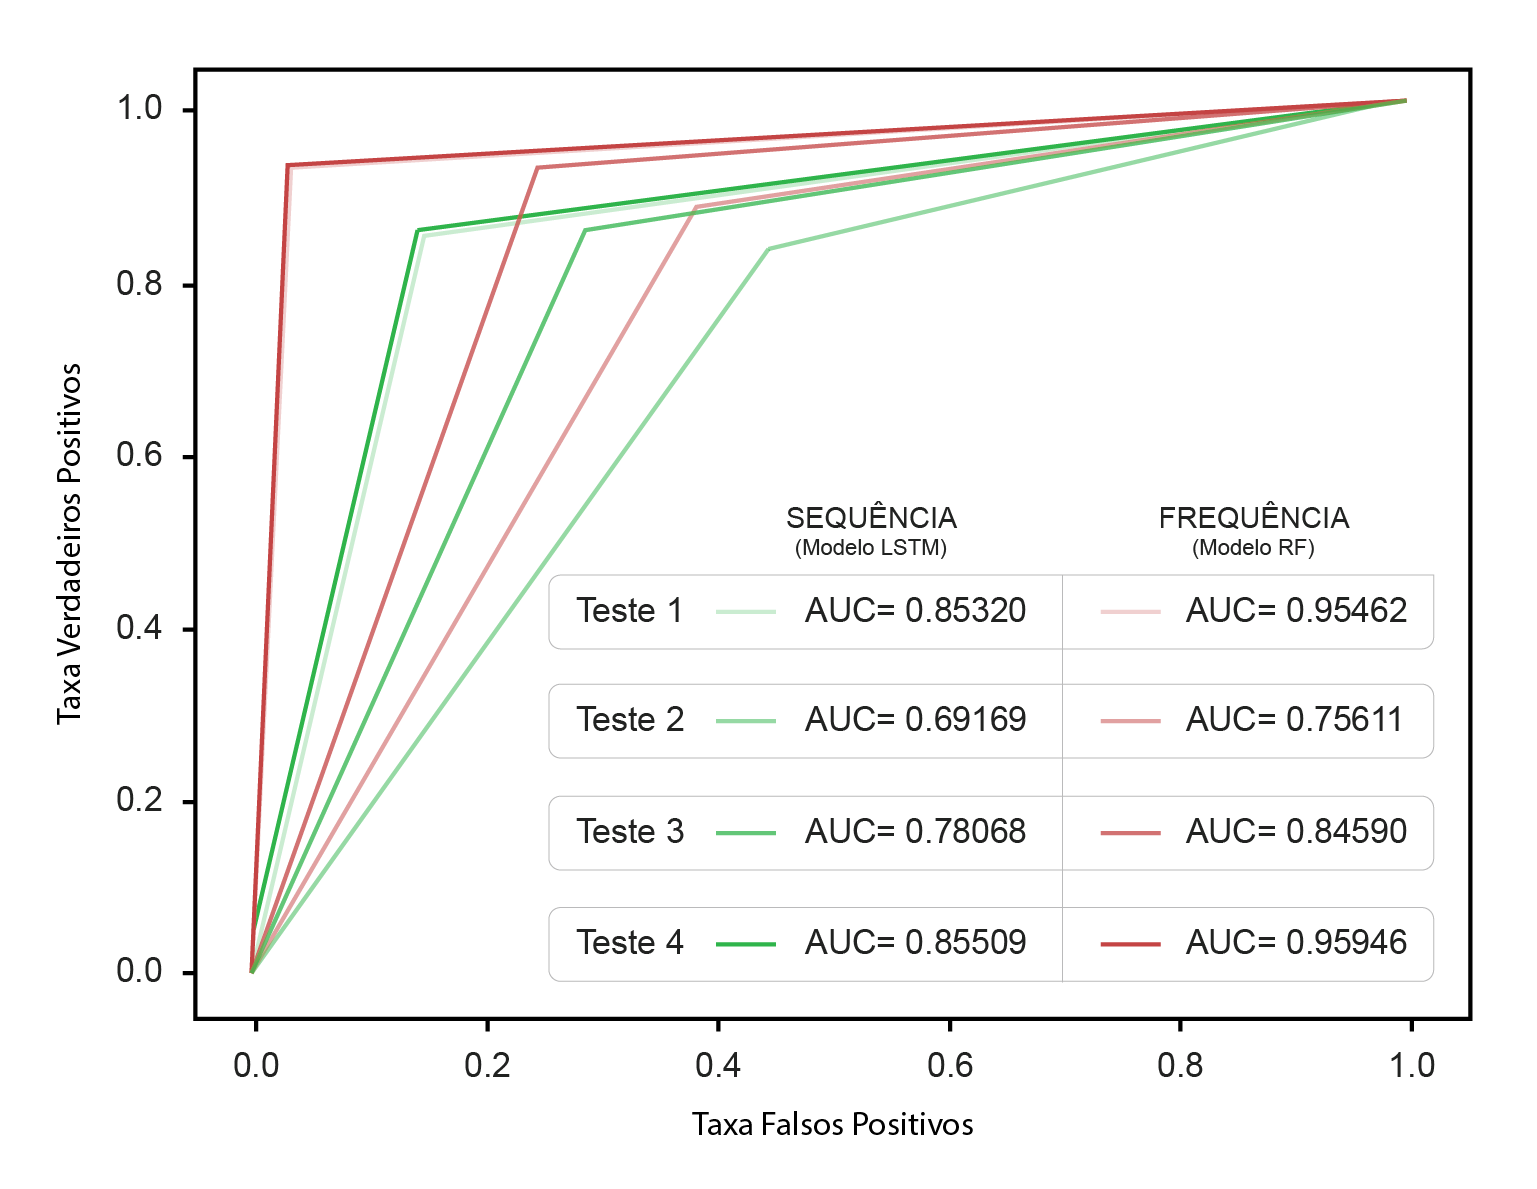 1.0
0.8
0.6
0.4
0.2
0.0
Taxa Verdadeiros Positivos
SEQUÊNCIA
(Modelo LSTM)
FREQUÊNCIA
(Modelo RF)
Teste 1 AUC= 0.85320 AUC= 0.95462
Teste 2 AUC= 0.69169 AUC= 0.75611
Teste 3 AUC= 0.78068 AUC= 0.84590
Teste 4 AUC= 0.85509 AUC= 0.95946
0.0 0.2 0.4 0.6 0.8 1.0
Taxa Falsos Positivos